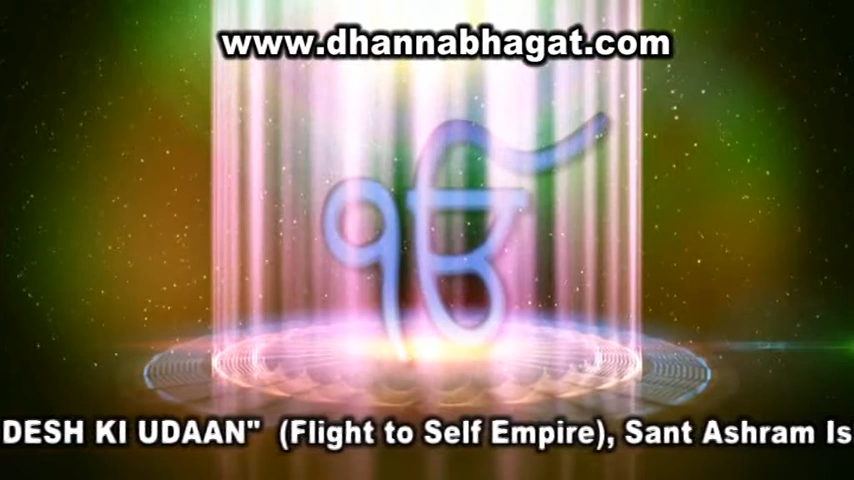 www.dhannabhagat.com
ੴ
DESH KI UDAAN" (Flight to Self Empire), Sant Ashram Is